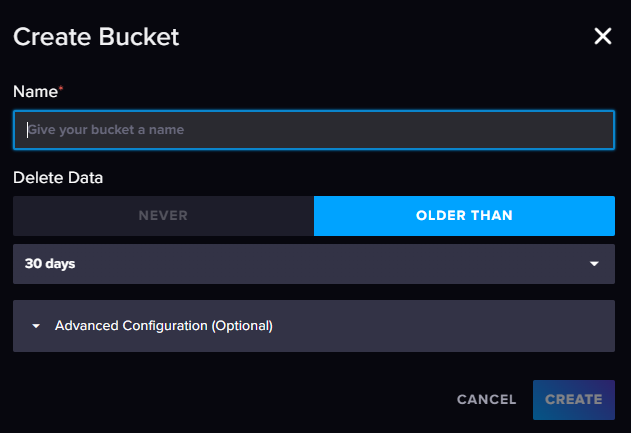 Create Bucket
Name*
Give your bucket a name
Delete Data
NEVER OLDER THAN
30 days
Advanced Configuration (Optional)
CANCEL CREATE